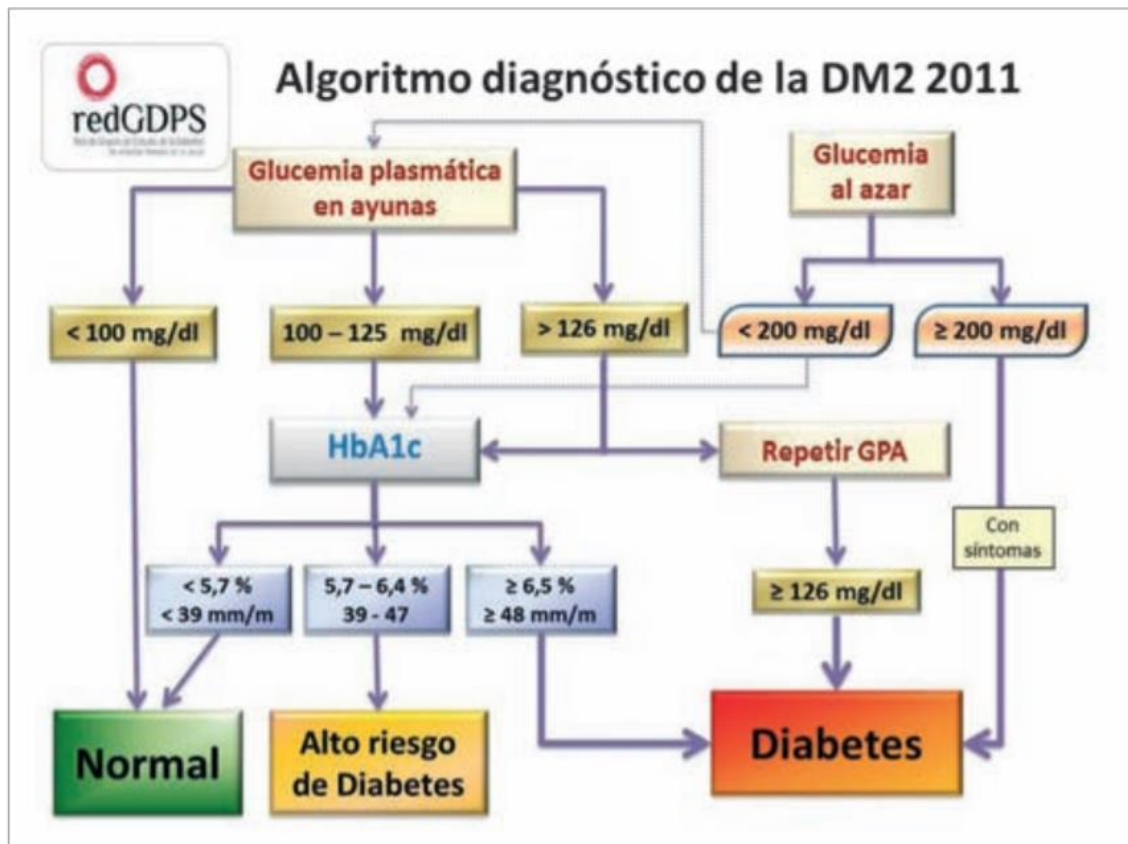 redGDPS
Algoritmo diagnóstico de la DM2 2011
Glucemia plasmática
en ayunas
Glucemia
al azar
< 100 mg/dl
100 – 125 mg/dl
> 126 mg/dl
< 200 mg/dl
≥ 200 mg/dl
HbA1c
Repetir GPA
Con
síntomas
< 5,7 %
< 39 mm/m
5,7 – 6,4 %
39 - 47
≥ 6,5 %
≥ 48 mm/m
≥ 126 mg/dl
Normal
Alto riesgo
de Diabetes
Diabetes